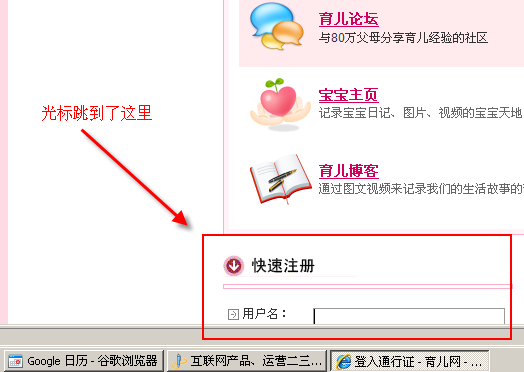 育儿论坛
与80万父母分享育儿经验的社区
宝宝主页
记录宝宝日记、图片、视频的宝宝天地
光标跳到了这里
育儿博客
通过图文视频来记录我们的生活故事的
快速注册
用户名：
Google 日历 - 谷歌浏览器
互联网产品、运营二三...
登入通行证 - 育儿网 - ...